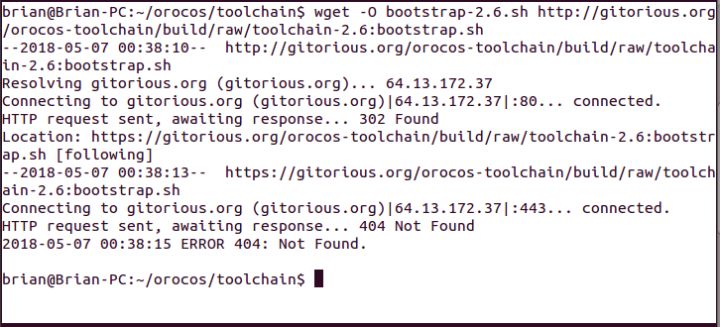 brian@Brian-PC:~/orocos/toolchain$ wget -O bootstrap-2.6.sh http://gitorious.org
/orocos-toolchain/build/raw/toolchain-2.6:bootstrap.sh
--2018-05-07 00:38:10--  http://gitorious.org/orocos-toolchain/build/raw/toolcha
in-2.6:bootstrap.sh
Resolving gitorious.org (gitorious.org)... 64.13.172.37
Connecting to gitorious.org (gitorious.org)|64.13.172.37|:80... connected.
HTTP request sent, awaiting response... 302 Found
Location: https://gitorious.org/orocos-toolchain/build/raw/toolchain-2.6:bootstr
ap.sh [following]
--2018-05-07 00:38:13--  https://gitorious.org/orocos-toolchain/build/raw/toolch
ain-2.6:bootstrap.sh
Connecting to gitorious.org (gitorious.org)|64.13.172.37|:443... connected.
HTTP request sent, awaiting response... 404 Not Found
2018-05-07 00:38:15 ERROR 404: Not Found.
brian@Brian-PC:~/orocos/toolchain$